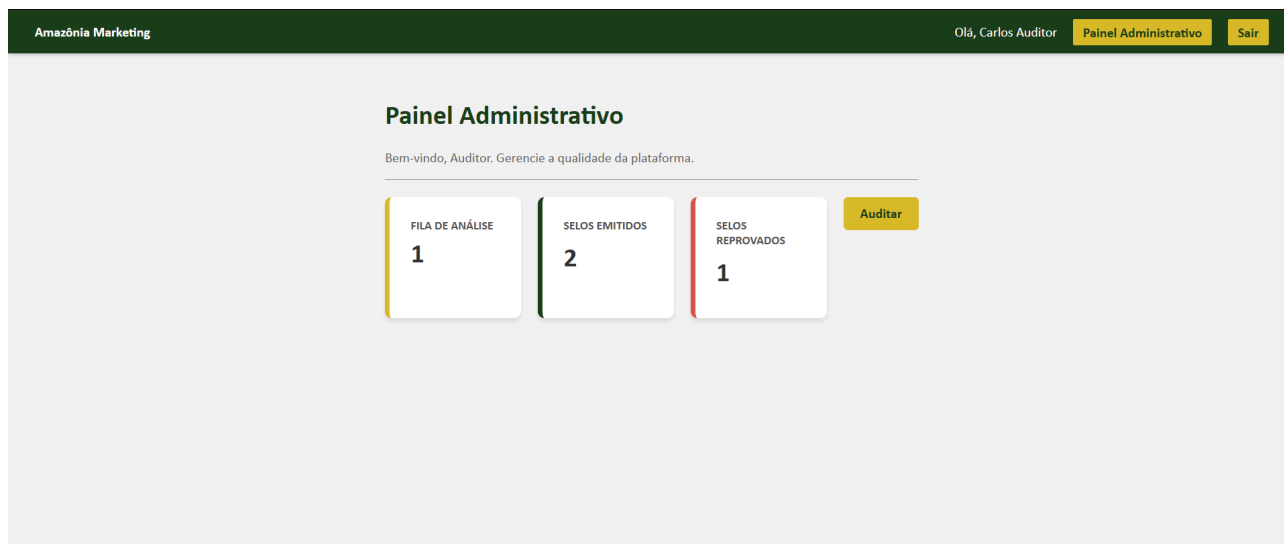 Amazônia Marketing
Olá, Carlos Auditor
Painel Administrativo
Sair
Painel Administrativo
Bem-vindo, Auditor. Gerencie a qualidade da plataforma.
FILA DE ANÁLISE
1
SELOS EMITIDOS
2
SELOS
REPROVADOS
1
Auditar